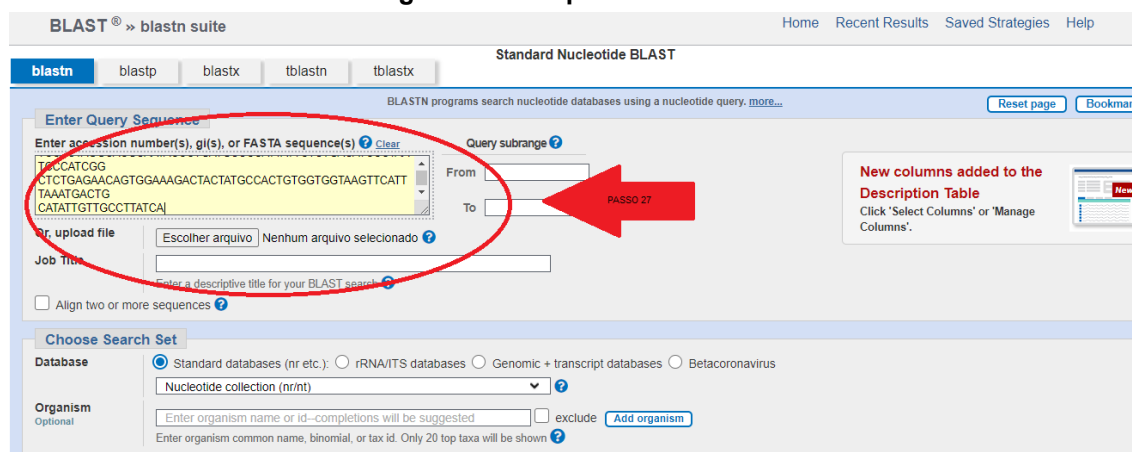 BLAST ® » blastn suite
Home Recent Results Saved Strategies Help
Standard Nucleotide BLAST
blastn blastp blastx tblastn tblastx
BLASTN programs search nucleotide databases using a nucleotide query. more...
Reset page
Enter Query Sequence
Enter accession number(s), gi(s), or FASTA sequence(s) Clear
Query subrange
TGCCATCGG
CTCTGAGAACAGTGGAAAGACTACTATGCCACTGTGGTGGTAAGTTCATT
TAAATGACTG
CATATTGTTGCCTTATCA
From
To
PASSO 27
New columns added to the
Description Table
Click 'Select Columns' or 'Manage
Columns'.
New
Or, upload file
Escolher arquivo Nenhum arquivo selecionado
Job Title
Enter a descriptive title for your BLAST search
Align two or more sequences
Choose Search Set
Database
Standard databases (nr etc.): rRNA/ITS databases Genomic + transcript databases Betacoronavirus
Nucleotide collection (nr/nt)
Organism
Optional
Enter organism name or id--completions will be suggested
exclude Add organism
Enter organism common name, binomial, or tax id. Only 20 top taxa will be shown